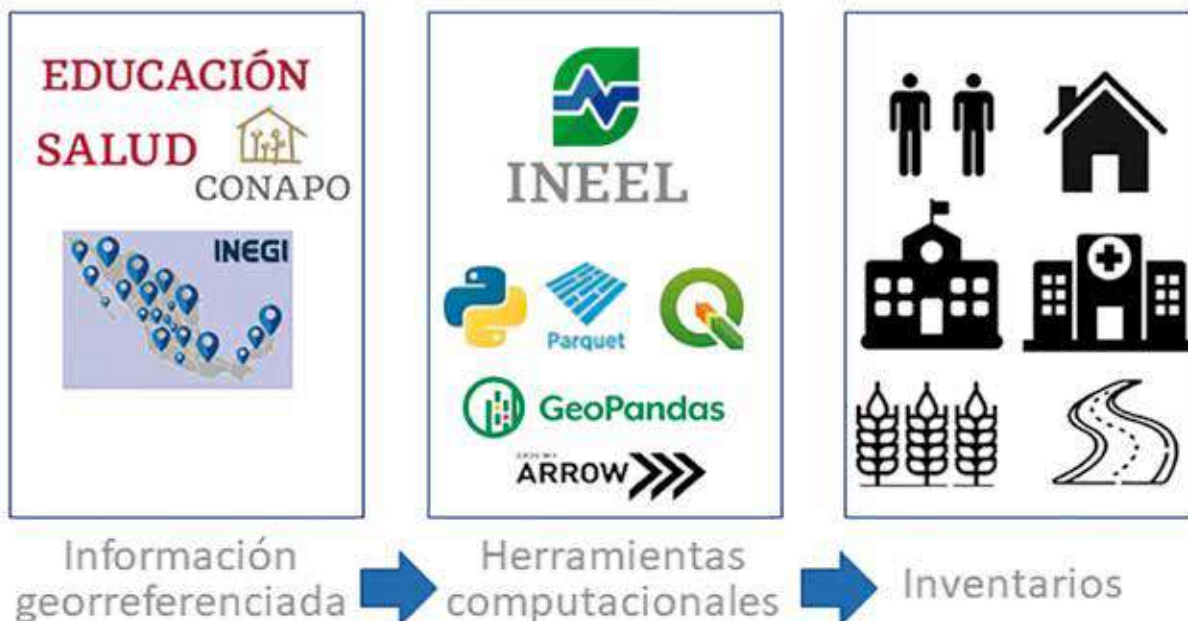 EDUCACIÓN
SALUD
CONAPO
INEGI
INEEL
Parquet
GeoPandas
ARROW
Información
georreferenciada
Herramientas
computacionales
Inventarios